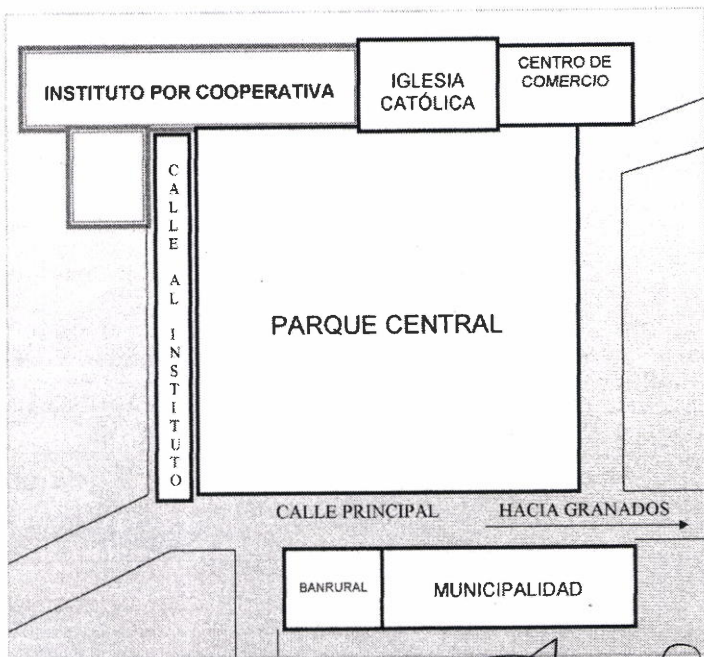 INSTITUTO POR COOPERATIVA
IGLESIA
CATÓLICA
CENTRO DE
COMERCIO
CALLE AL INSTITUTO
PARQUE CENTRAL
CALLE PRINCIPAL
HACIA GRANADOS
BANRURAL
MUNICIPALIDAD